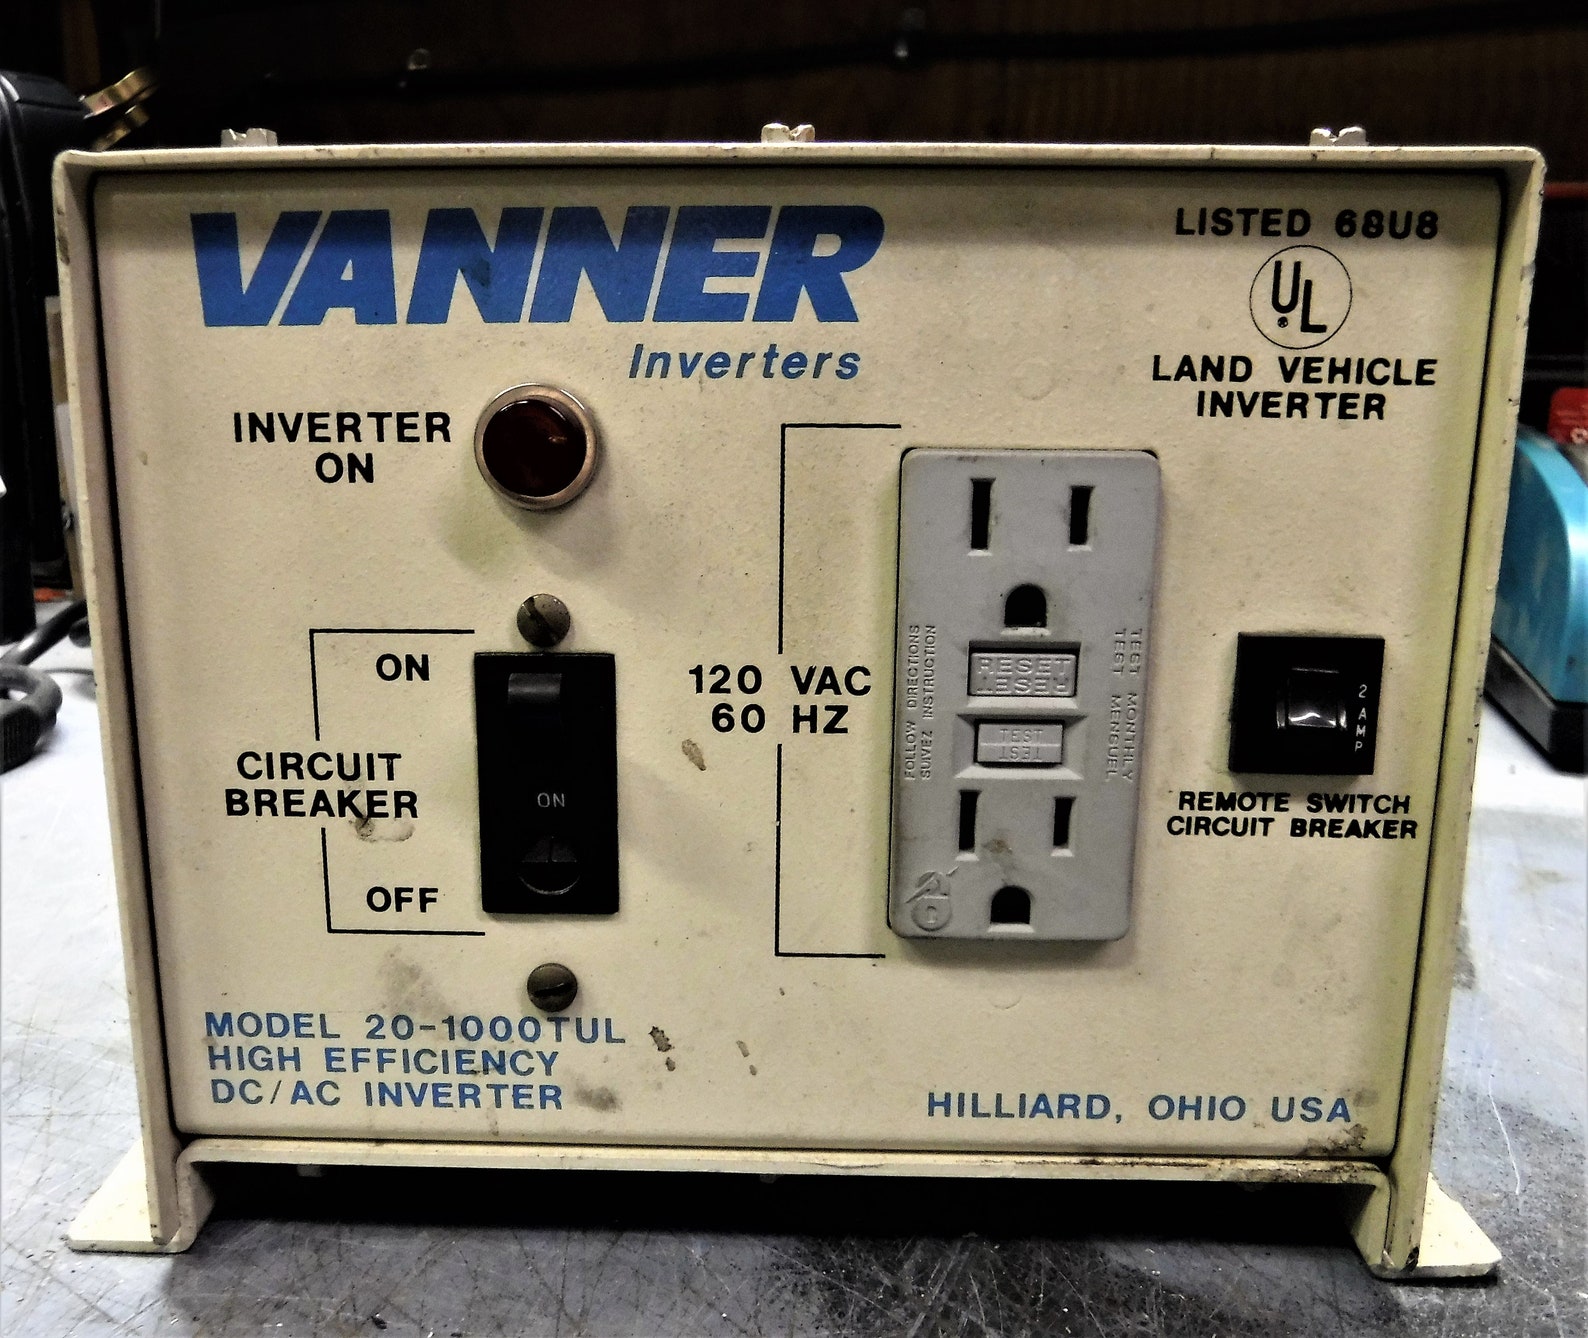 VANNER
Inverters
LISTED 68U8
UL
®
LAND VEHICLE
INVERTER
INVERTER
ON
ON
CIRCUIT
BREAKER
OFF
ON
120 VAC
60 HZ
FOLLOW DIRECTIONS
SUIVEZ INSTRUCTION
RESET
RESET
TEST
TEST
TEST MONTHLY
TEST MENSUEL
2 AMP
REMOTE SWITCH
CIRCUIT BREAKER
MODEL 20-1000TUL
HIGH EFFICIENCY
DC/AC INVERTER
HILLIARD, OHIO USA